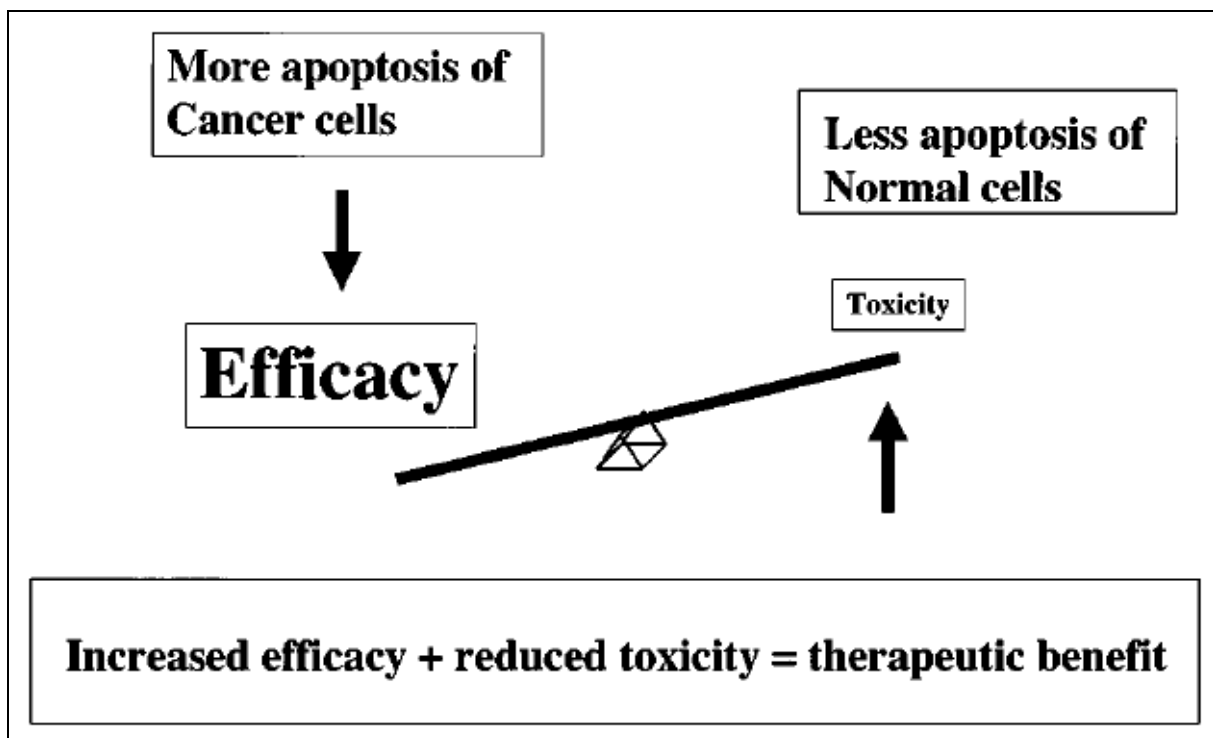 More apoptosis of
Cancer cells
Less apoptosis of
Normal cells
Toxicity
Efficacy
Increased efficacy + reduced toxicity = therapeutic benefit